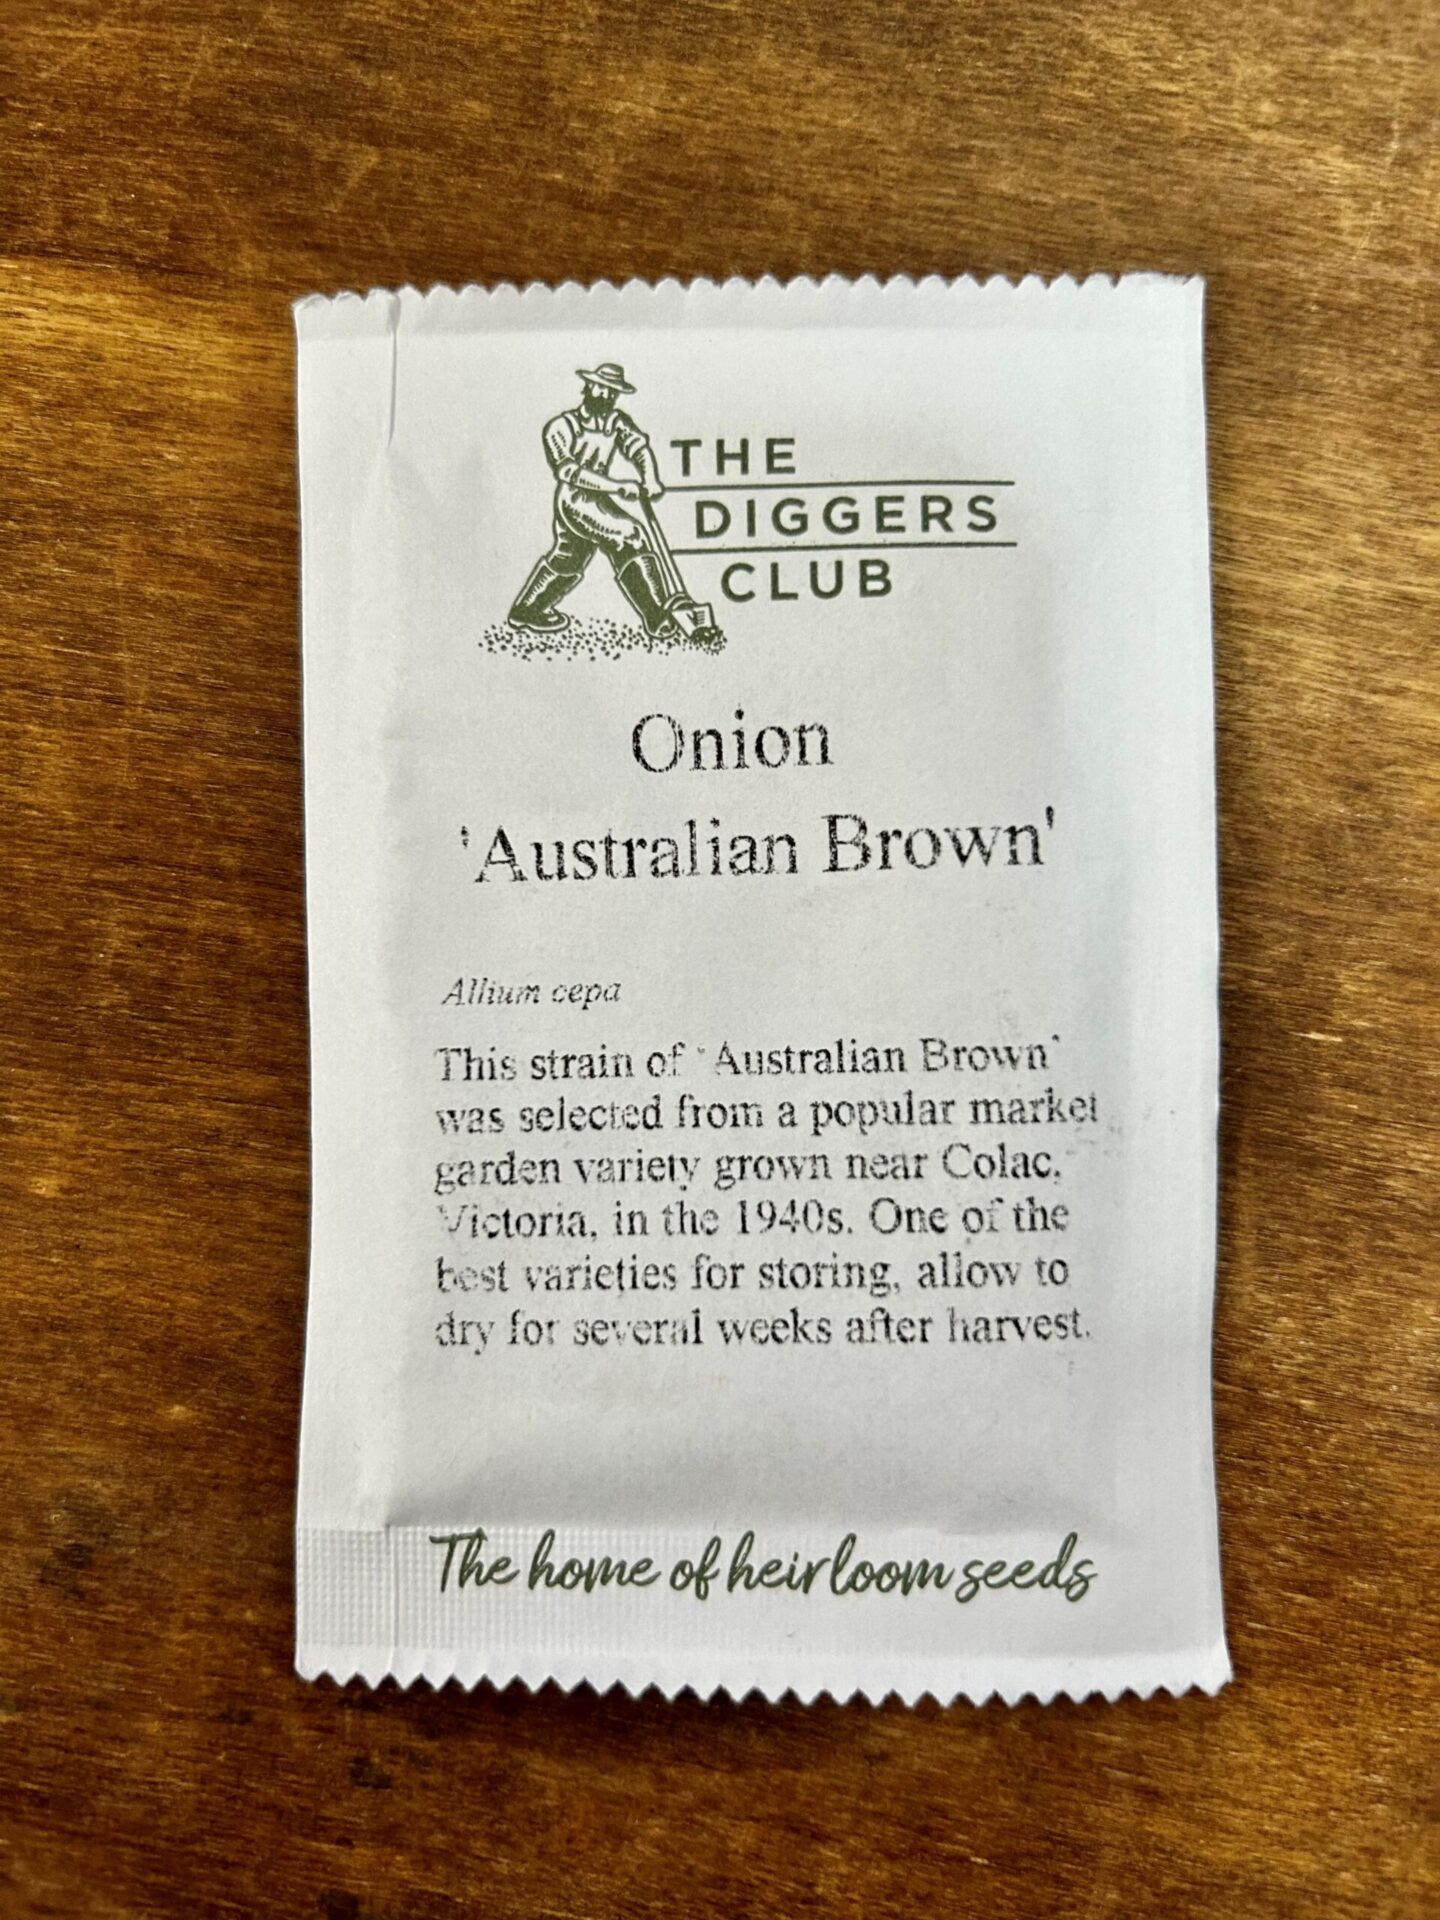 THE
DIGGERS
CLUB
Onion
'Australian Brown'
Allium cepa
This strain of 'Australian Brown'
was selected from a popular market
garden variety grown near Colac,
Victoria, in the 1940s. One of the
best varieties for storing, allow to
dry for several weeks after harvest.
The home of heirloom seeds